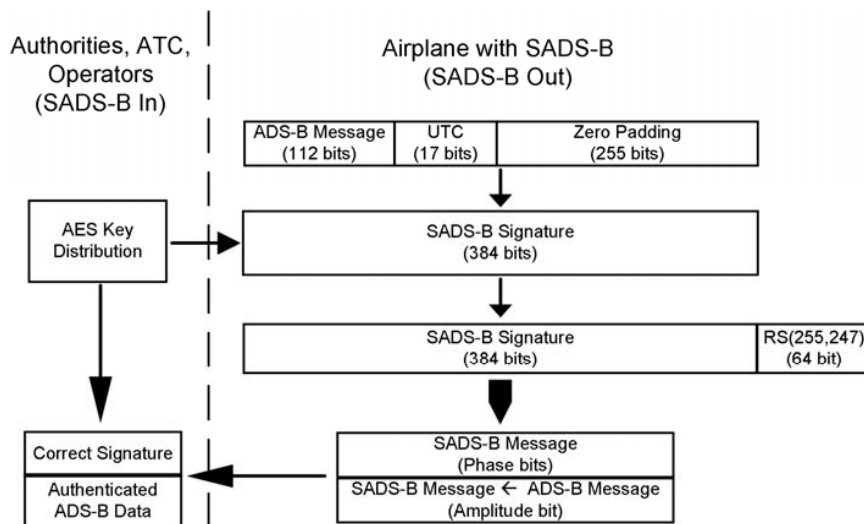 Authorities, ATC,
Operators
(SADS-B In)
Airplane with SADS-B
(SADS-B Out)
ADS-B Message
(112 bits)
UTC
(17 bits)
Zero Padding
(255 bits)
AES Key
Distribution
SADS-B Signature
(384 bits)
SADS-B Signature
(384 bits)
RS(255,247)
(64 bit)
Correct Signature
Authenticated
ADS-B Data
SADS-B Message
(Phase bits)
SADS-B Message ← ADS-B Message
(Amplitude bit)